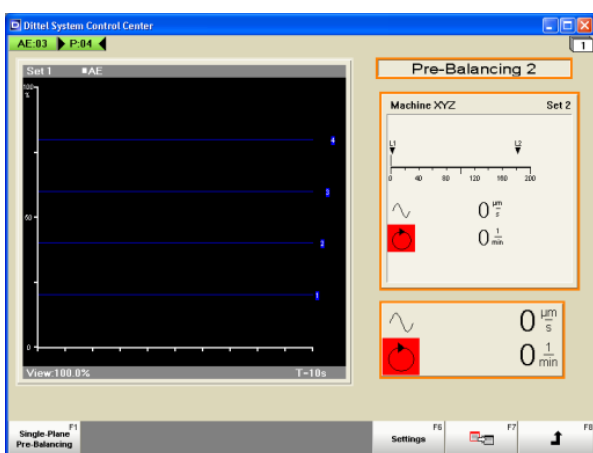 Dittel System Control Center
AE:03 P:04
1
Set 1 AE
100
%
4
3
50
2
1
0
View:100.0% T=10s
Pre-Balancing 2
Machine XYZ Set 2
L1 L2
0 40 80 120 160 200
0 µm/s
0 1/min
0 µm/s
0 1/min
F1 F6 F7 F8
Single-Plane
Pre-Balancing
Settings